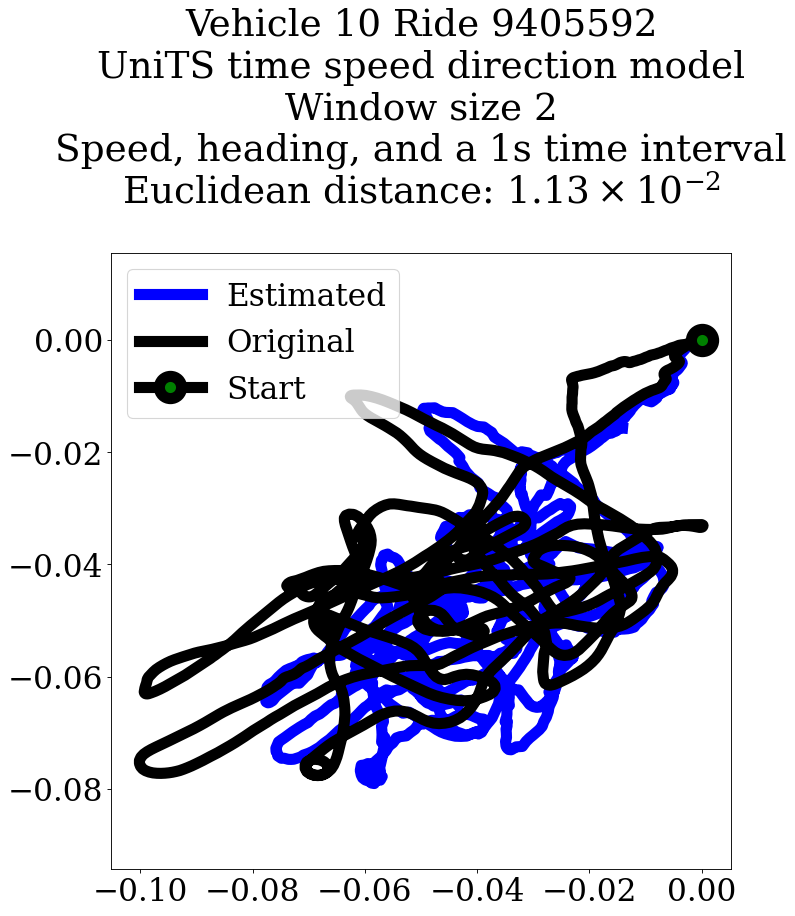 Vehicle 10 Ride 9405592
UniTS time speed direction model
Window size 2
Speed, heading, and a 1s time interval
Euclidean distance: 1.13 × 10⁻²
Estimated
Original
Start
0.00
−0.02
−0.04
−0.06
−0.08
−0.10 −0.08 −0.06 −0.04 −0.02 0.00